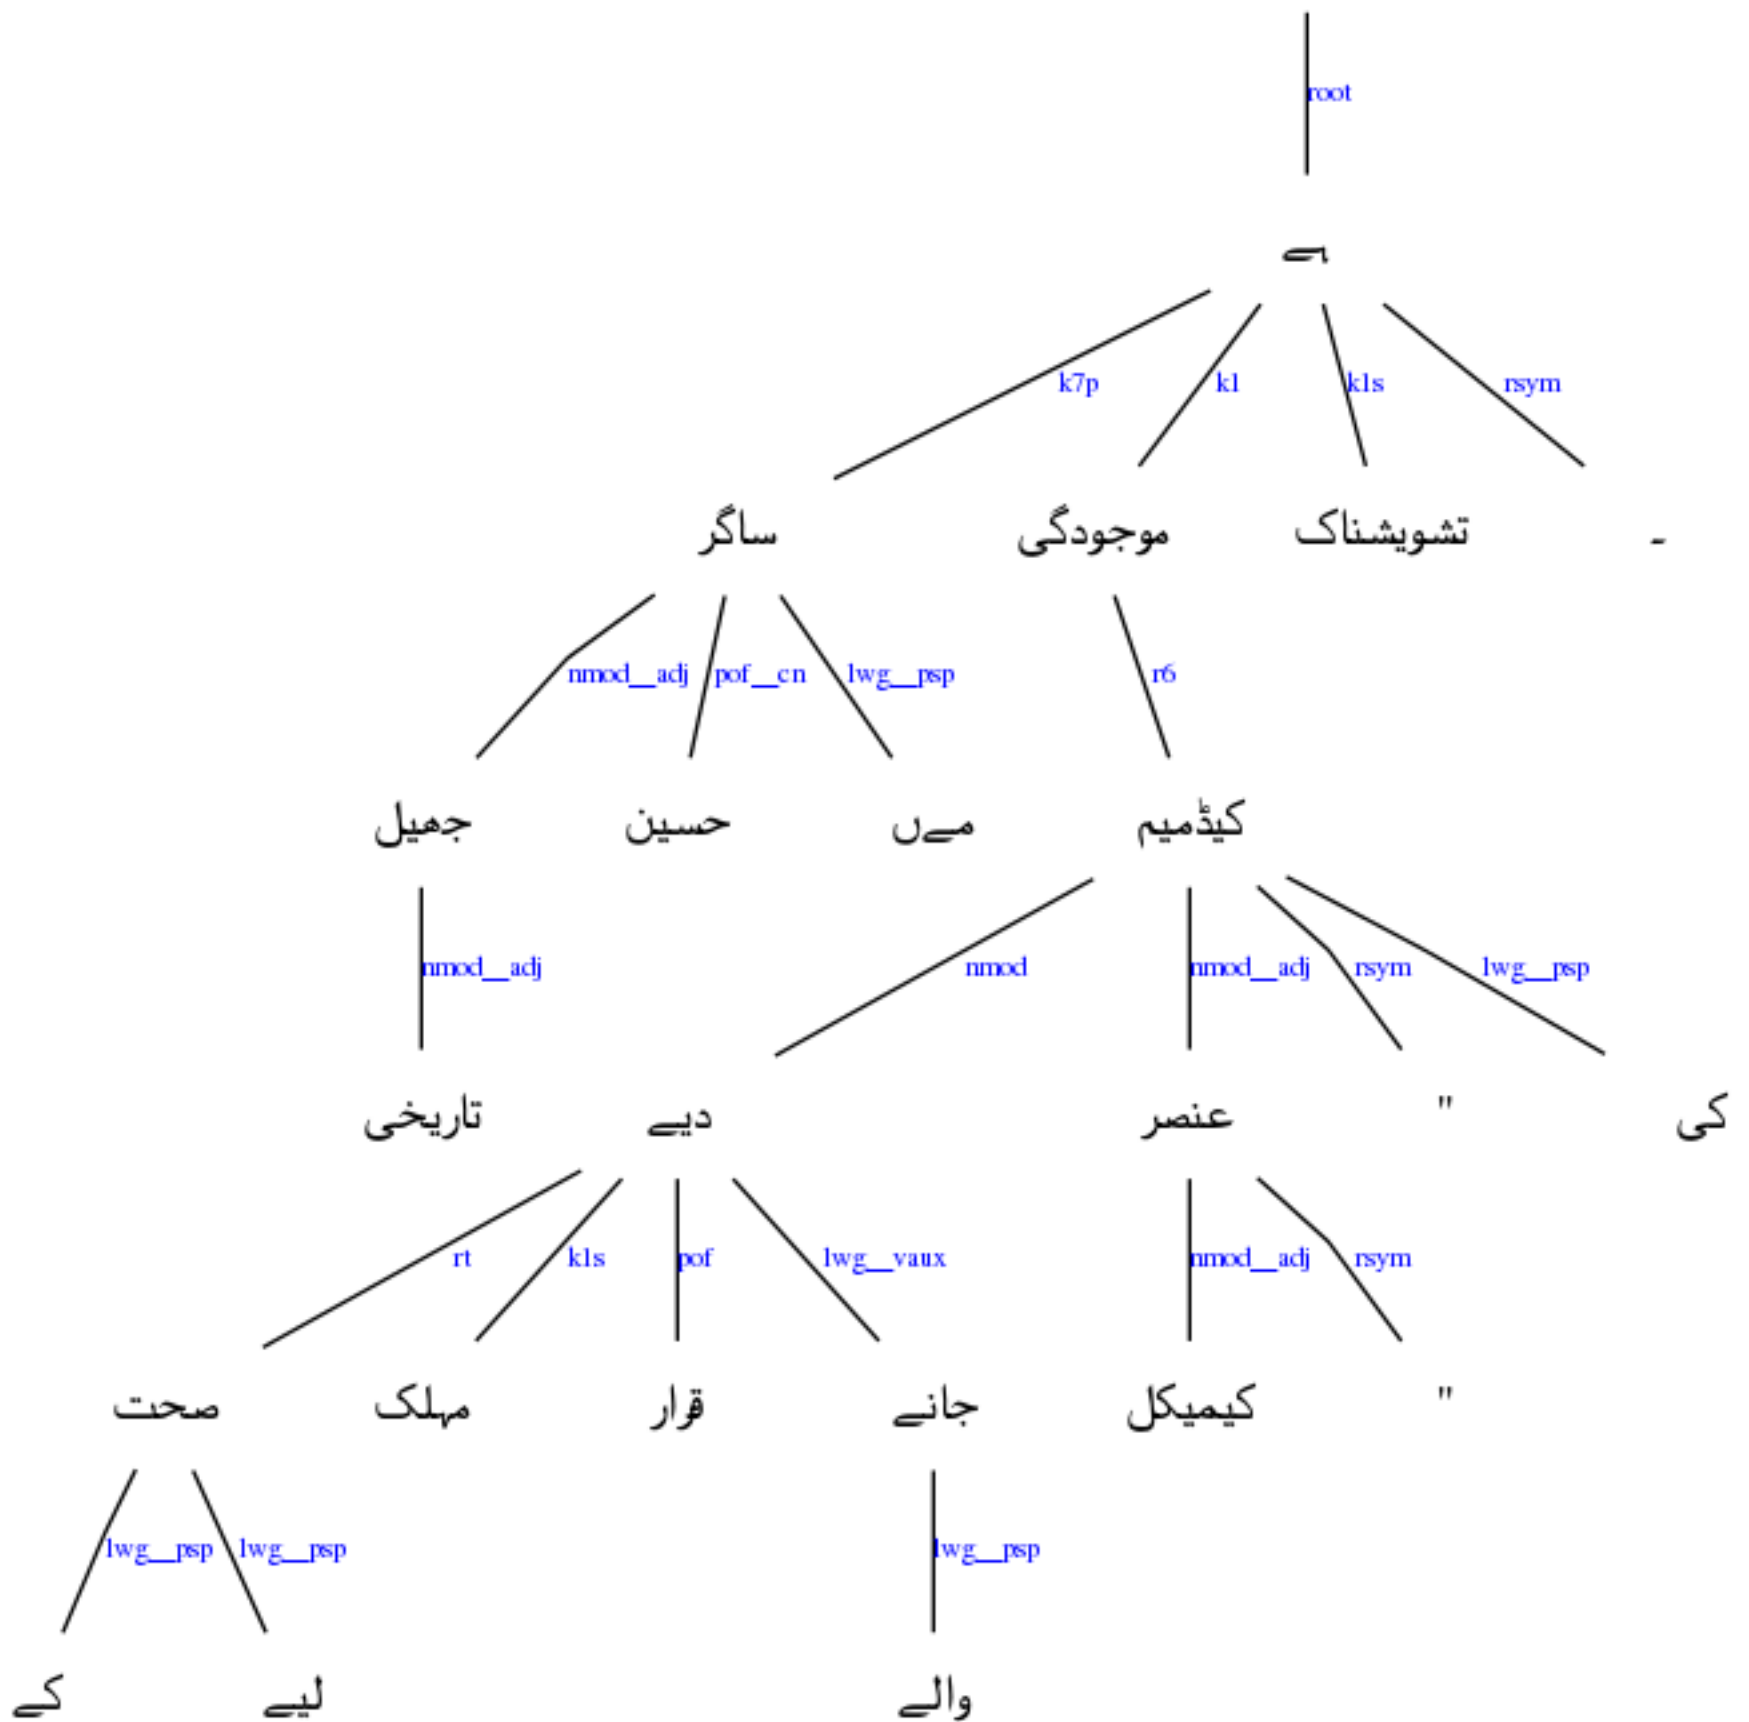 root
ہے
k7p k1 k1s rsym
ساگر موجودگی تشویشناک ۔
nmod__adj pof__cn lwg__psp r6
جھیل حسین مےں کیڈمیم
nmod__adj nmod nmod__adj rsym lwg__psp
تاریخی دیے عنصر " کی
rt k1s pof lwg__vaux nmod__adj rsym
صحت مہلک قرار جانے کیمیکل "
lwg__psp lwg__psp lwg__psp
کے لیے والے